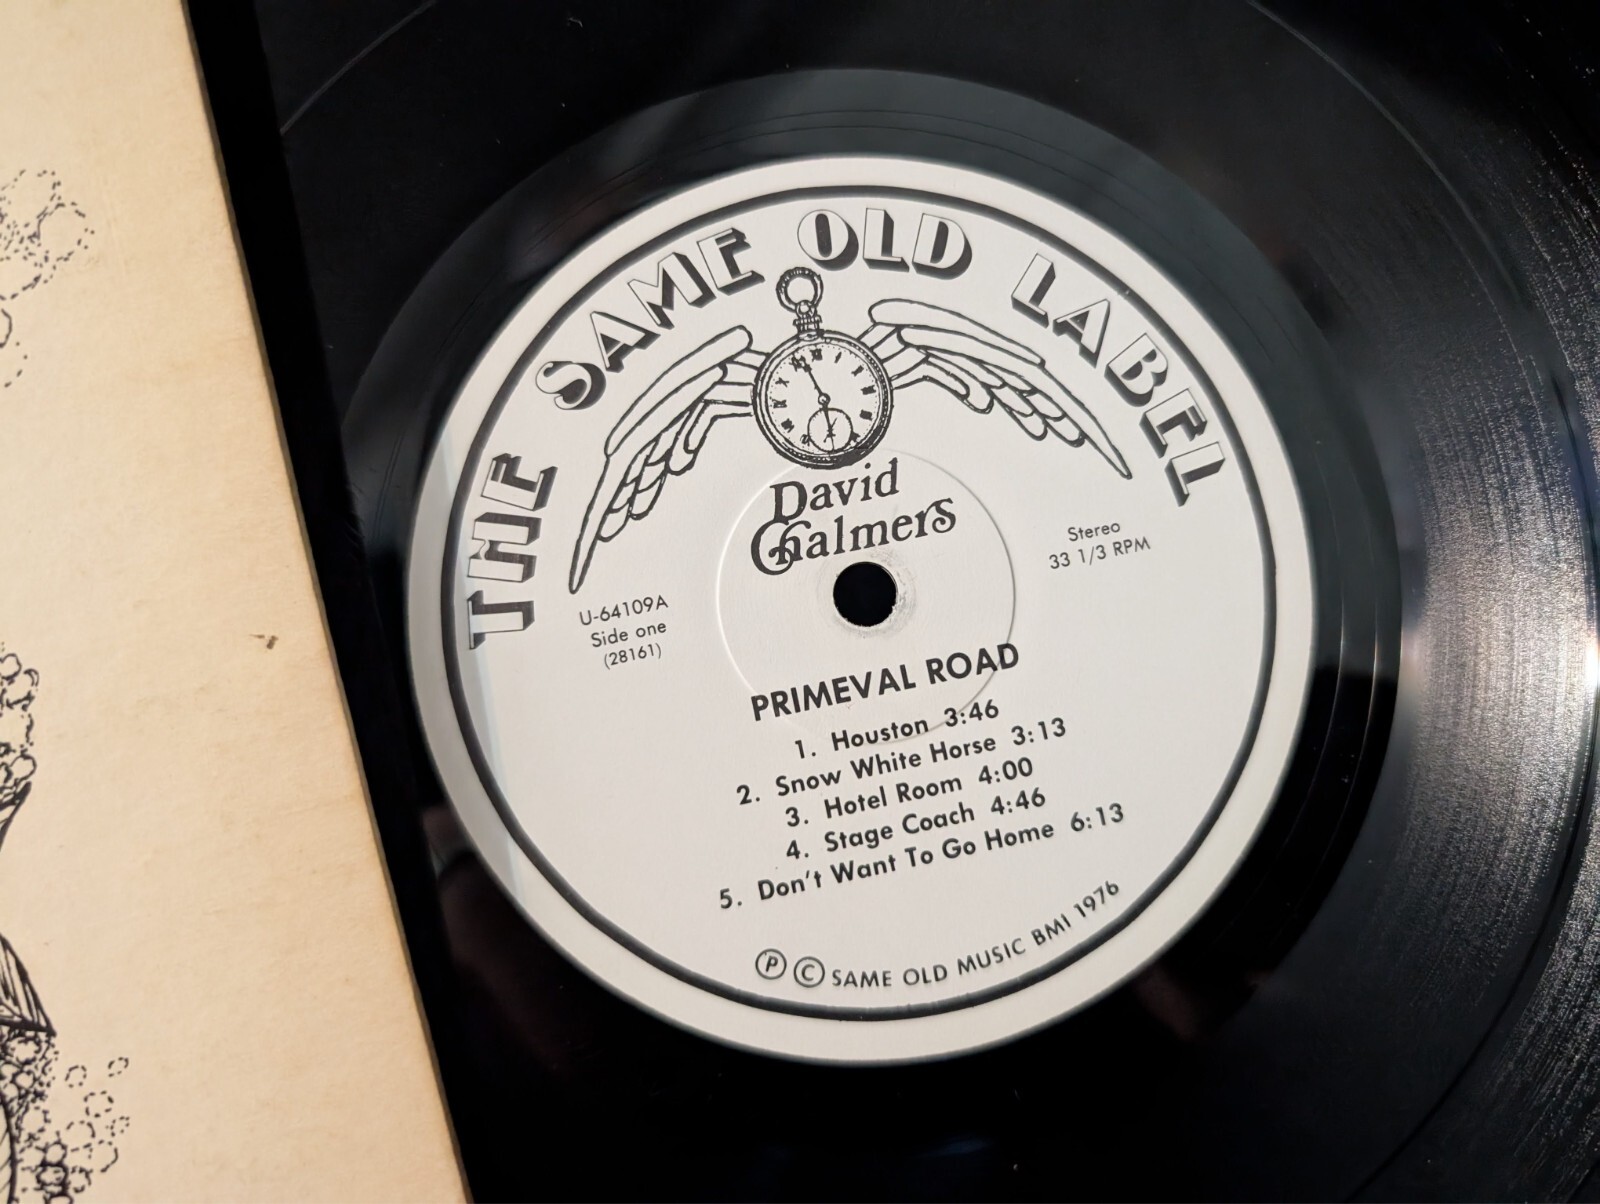 THE SAME OLD LABEL
David
Chalmers
Stereo
33 1/3 RPM
U-64109A
Side one
(28161)
PRIMEVAL ROAD
1. Houston 3:46
2. Snow White Horse 3:13
3. Hotel Room 4:00
4. Stage Coach 4:46
5. Don't Want To Go Home 6:13
Ⓟ Ⓒ SAME OLD MUSIC BMI 1976